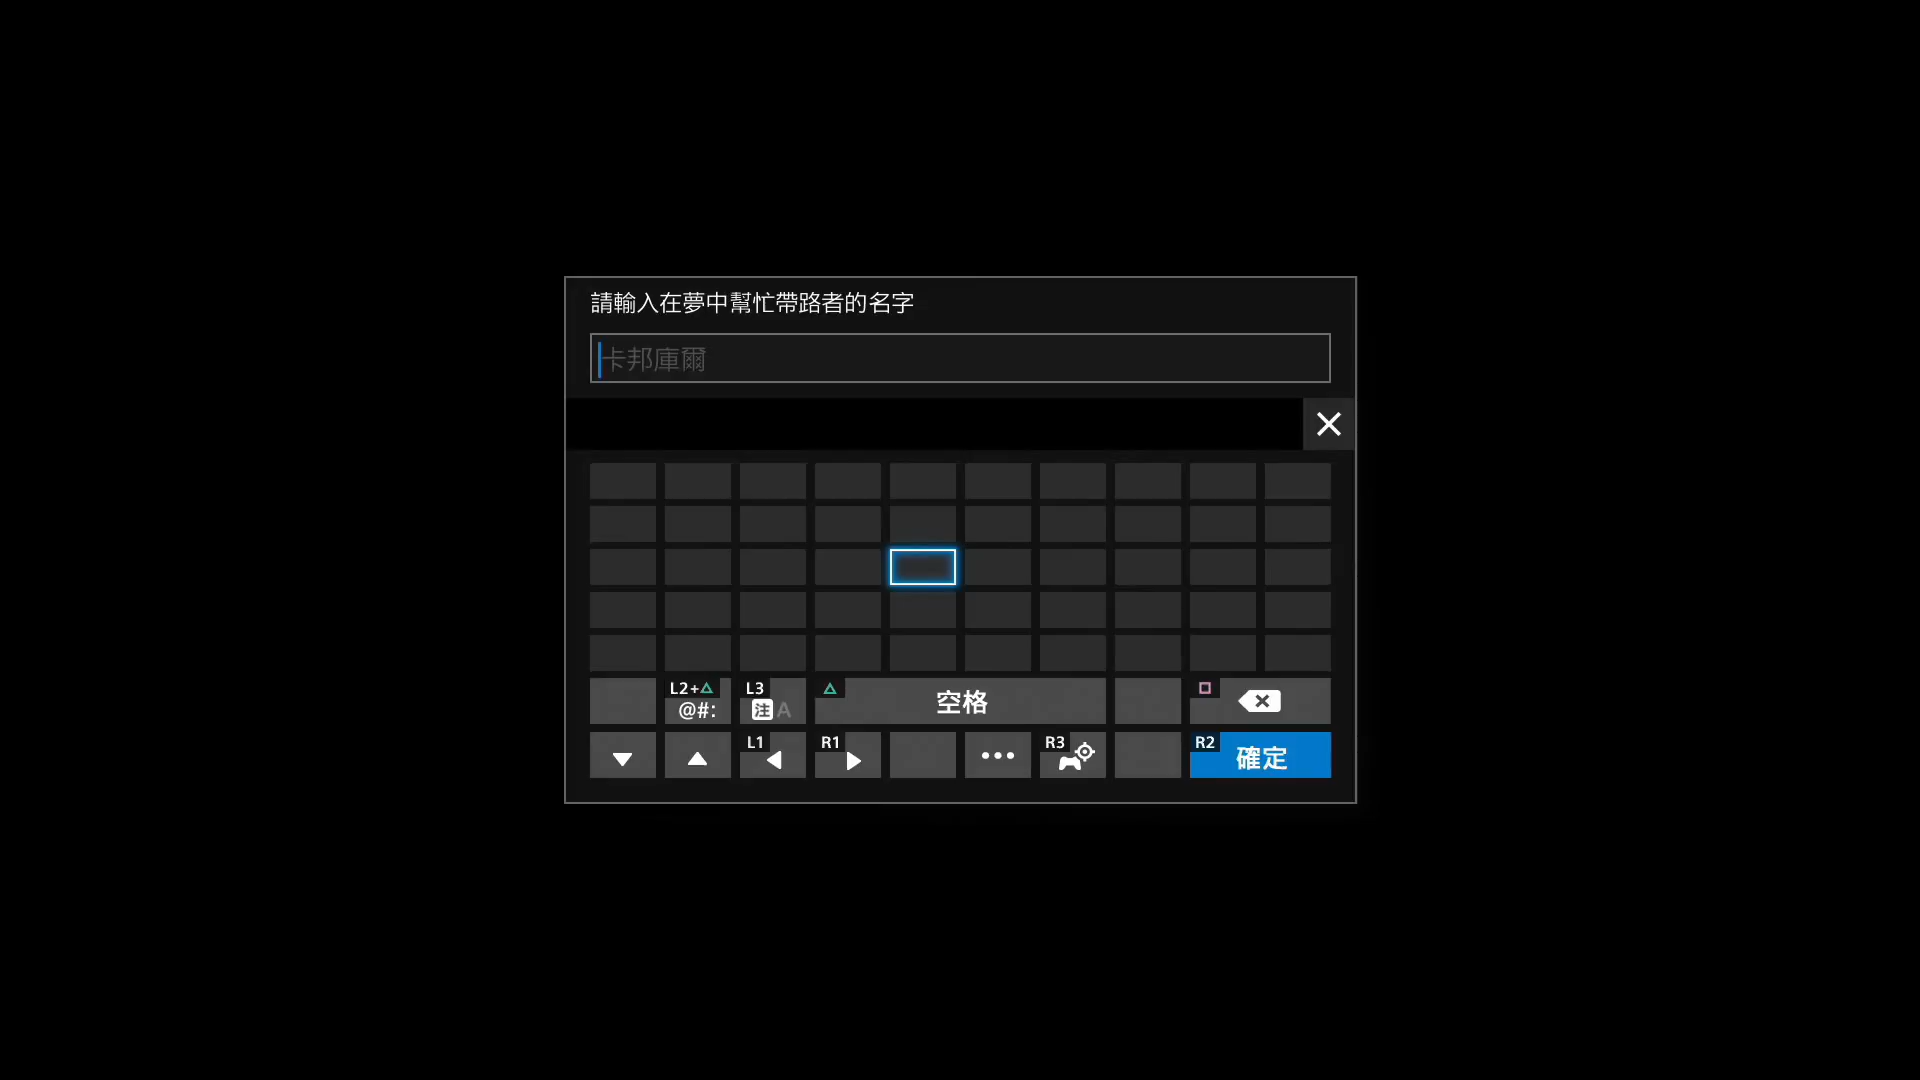 請輸入在夢中幫忙帶路者的名字
卡邦庫爾
L2+△ L3 △ □
@#: 注 A 空格
L1 R1 R3 R2
••• 確定